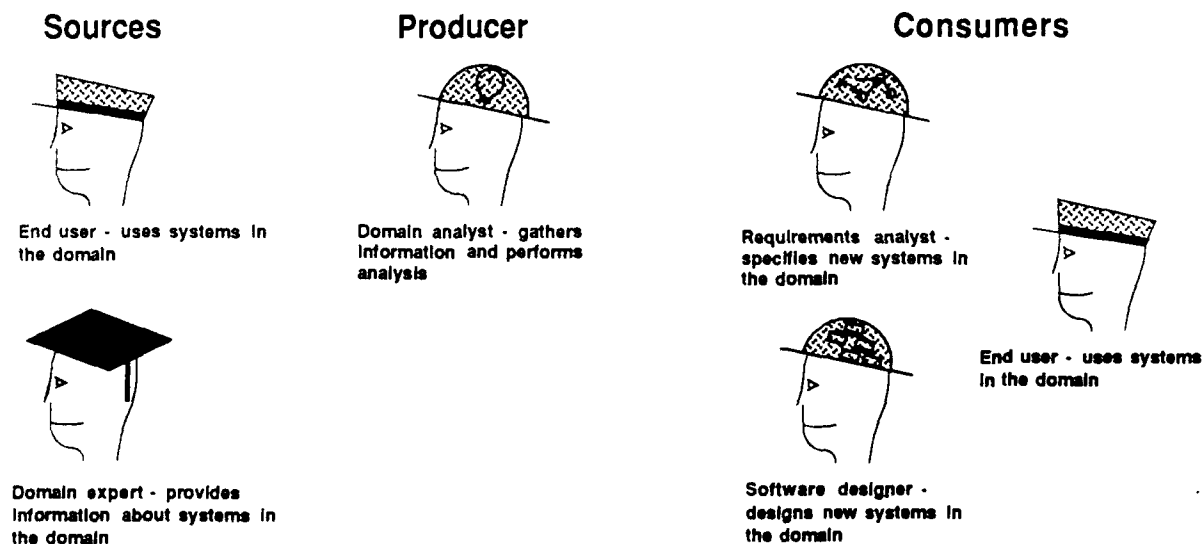 Sources
End user - uses systems in
the domain
Domain expert - provides
information about systems in
the domain
Producer
Domain analyst - gathers
information and performs
analysis
Consumers
Requirements analyst -
specifies new systems in
the domain
End user - uses systems
in the domain
Software designer -
designs new systems in
the domain